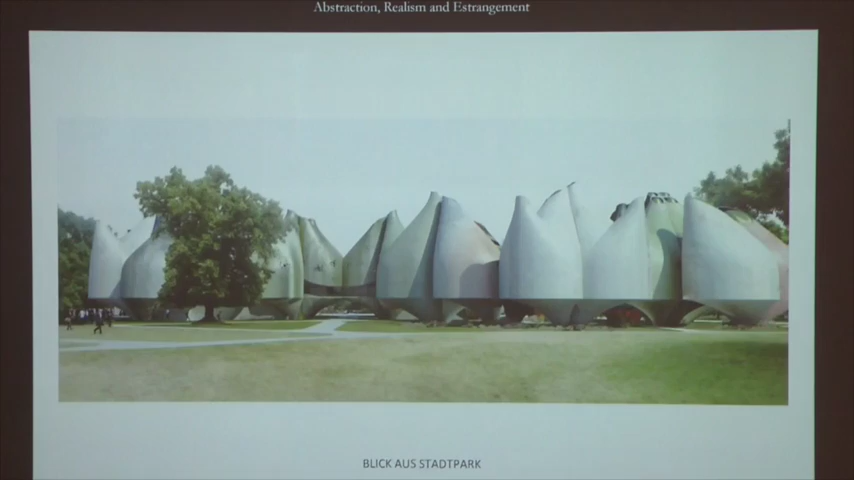 Abstraction, Realism and Estrangement
BLICK AUS STADTPARK